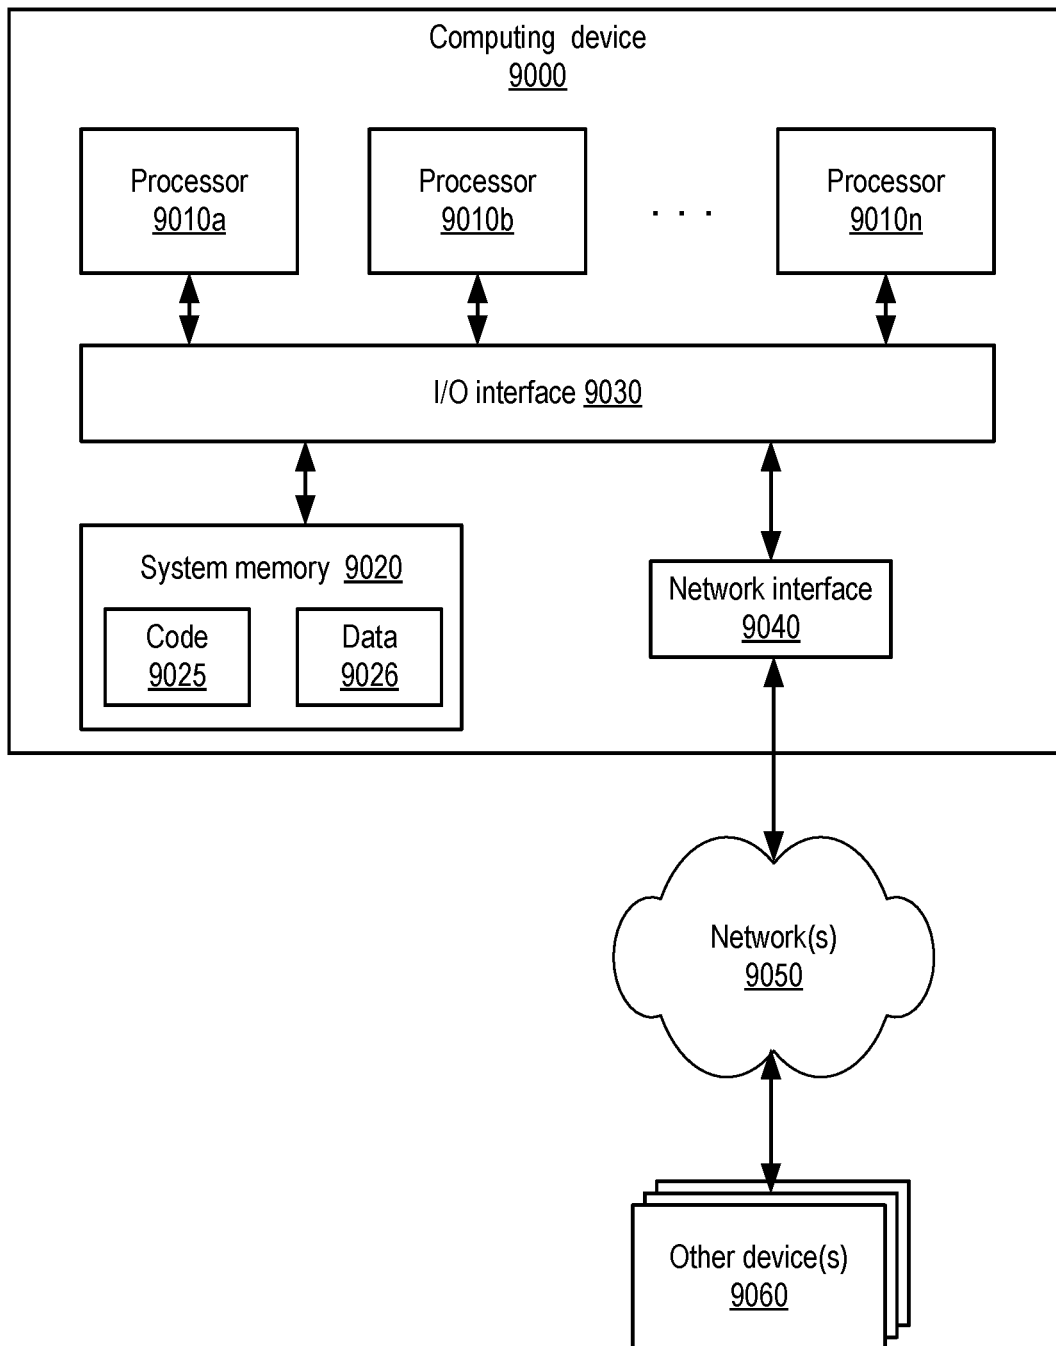 Computing device
9000
Processor
9010a
Processor
9010b
. . .
Processor
9010n
I/O interface 9030
System memory 9020
Code
9025
Data
9026
Network interface
9040
Network(s)
9050
Other device(s)
9060